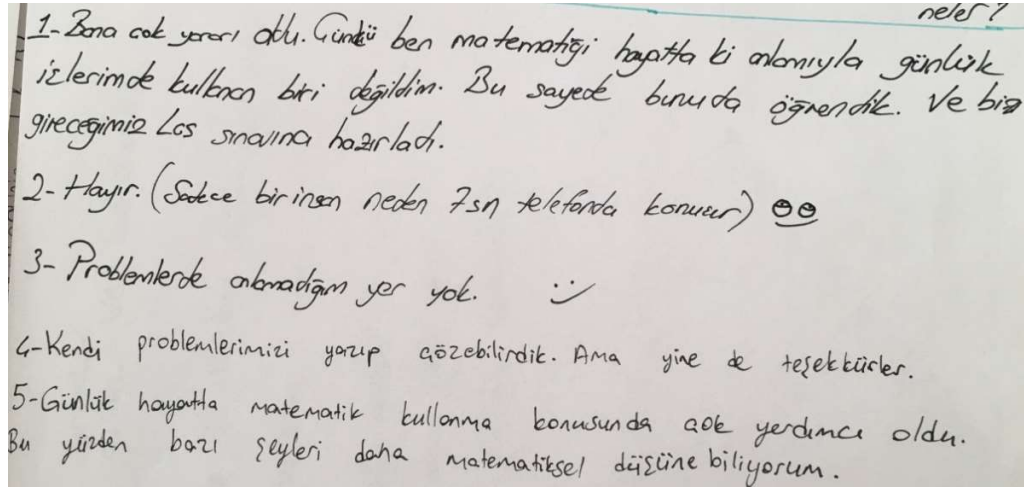 neler?
1- Bana çok yararı oldu. Çünkü ben matematiği hayatta ki anlamıyla günlük
izlerimde kullanan biri değildim. Bu sayede bunuda öğrendik. Ve biz
gireceğimiz LGS sınavına hazırladı.
2- Hayır. (Sadece bir insan neden 7sn telefonda konuşur)
3- Problemlerde anlamadığım yer yok.
4-Kendi problemlerimizi yazıp çözebilirdik. Ama yine de teşekkürler.
5-Günlük hayatta matematik kullanma konusunda çok yardımcı oldu.
Bu yüzden bazı şeyleri daha matematiksel düşüne biliyorum.